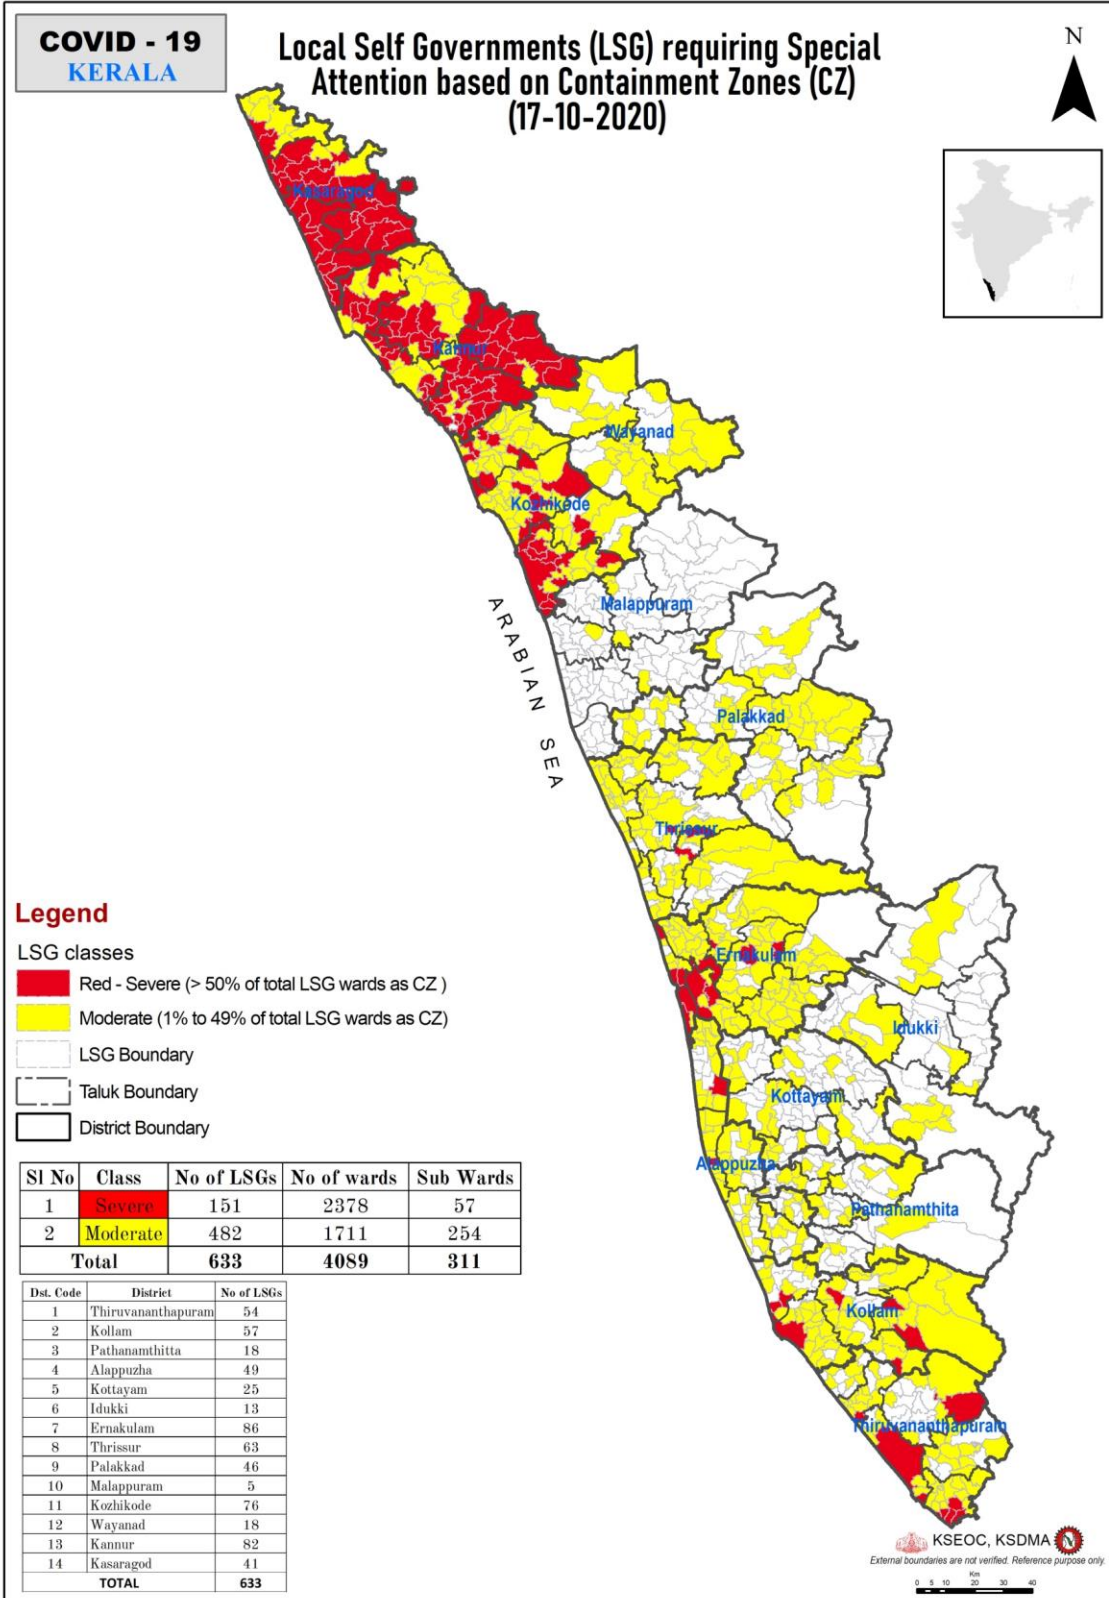 COVID - 19
KERALA
Local Self Governments (LSG) requiring Special
Attention based on Containment Zones (CZ)
(17-10-2020)
N
Kasaragod
Kannur
Wayanad
Kozhikode
Malappuram
ARABIAN SEA
Palakkad
Thrissur
Ernakulam
Idukki
Kottayam
Alappuzha
Pathanamthita
Kollam
Thiruvananthapuram
Legend
LSG classes
Red - Severe (> 50% of total LSG wards as CZ )
Moderate (1% to 49% of total LSG wards as CZ)
LSG Boundary
Taluk Boundary
District Boundary
Sl No Class No of LSGs No of wards Sub Wards
1 Severe 151 2378 57
2 Moderate 482 1711 254
Total 633 4089 311
Dst. Code District No of LSGs
1 Thiruvananthapuram 54
2 Kollam 57
3 Pathanamthitta 18
4 Alappuzha 49
5 Kottayam 25
6 Idukki 13
7 Ernakulam 86
8 Thrissur 63
9 Palakkad 46
10 Malappuram 5
11 Kozhikode 76
12 Wayanad 18
13 Kannur 82
14 Kasaragod 41
TOTAL 633
KSEOC, KSDMA
External boundaries are not verified. Reference purpose only.
Km
0 5 10 20 30 40